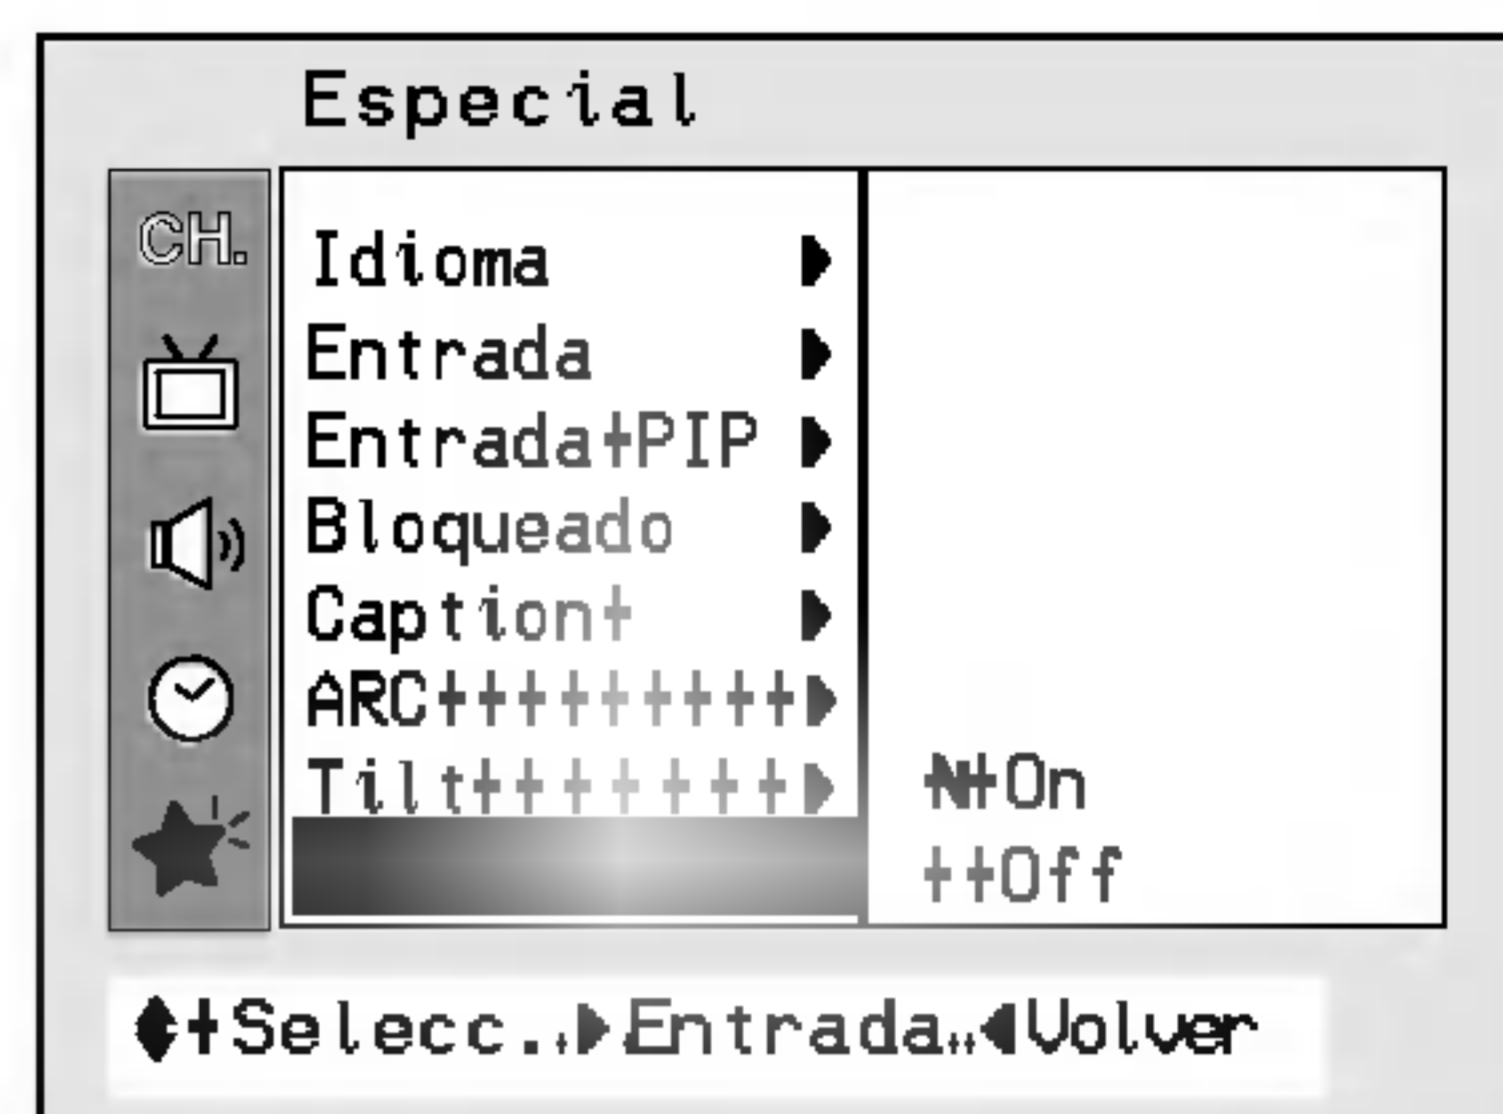 Especial
CH.
Idioma
Entrada
Entrada PIP
Bloqueado
Caption
ARC
Tilt
On
Off
Selecc. Entrada Volver